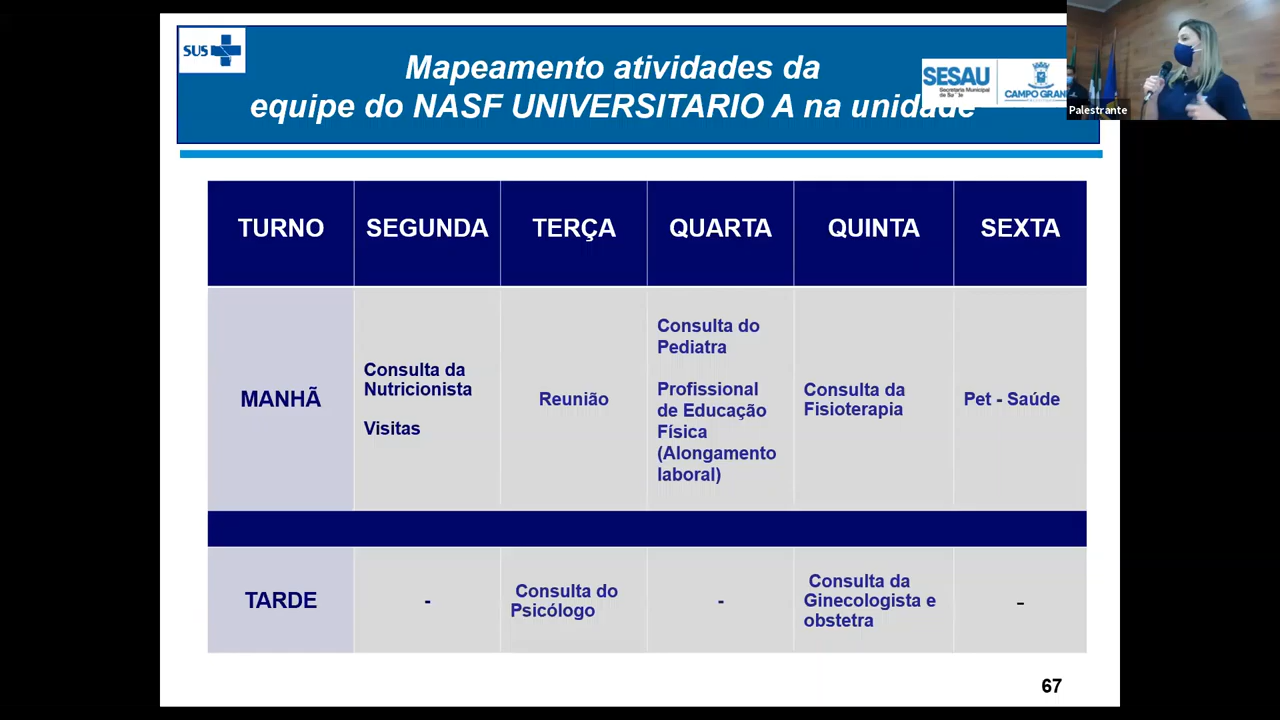 SUS
Mapeamento atividades da
equipe do NASF UNIVERSITARIO A na unidade
SESAU
Secretaria Municipal
CAMPO GRAN
Palestrante
TURNO SEGUNDA TERÇA QUARTA QUINTA SEXTA
MANHÃ
Consulta da
Nutricionista
Visitas
Reunião
Consulta do
Pediatra
Profissional
de Educação
Física
(Alongamento
laboral)
Consulta da
Fisioterapia
Pet - Saúde
TARDE
-
Consulta do
Psicólogo
-
Consulta da
Ginecologista e
obstetra
-
67